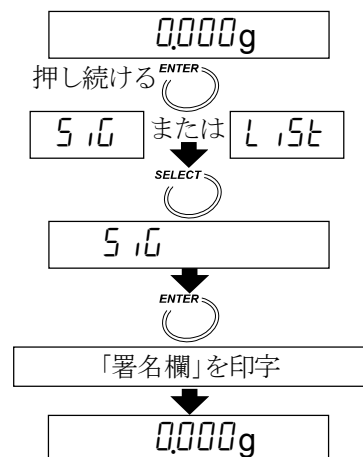 0.000g
押し続ける ENTER
SiG または LiSt
SELECT
SiG
ENTER
「署名欄」を印字
0.000g